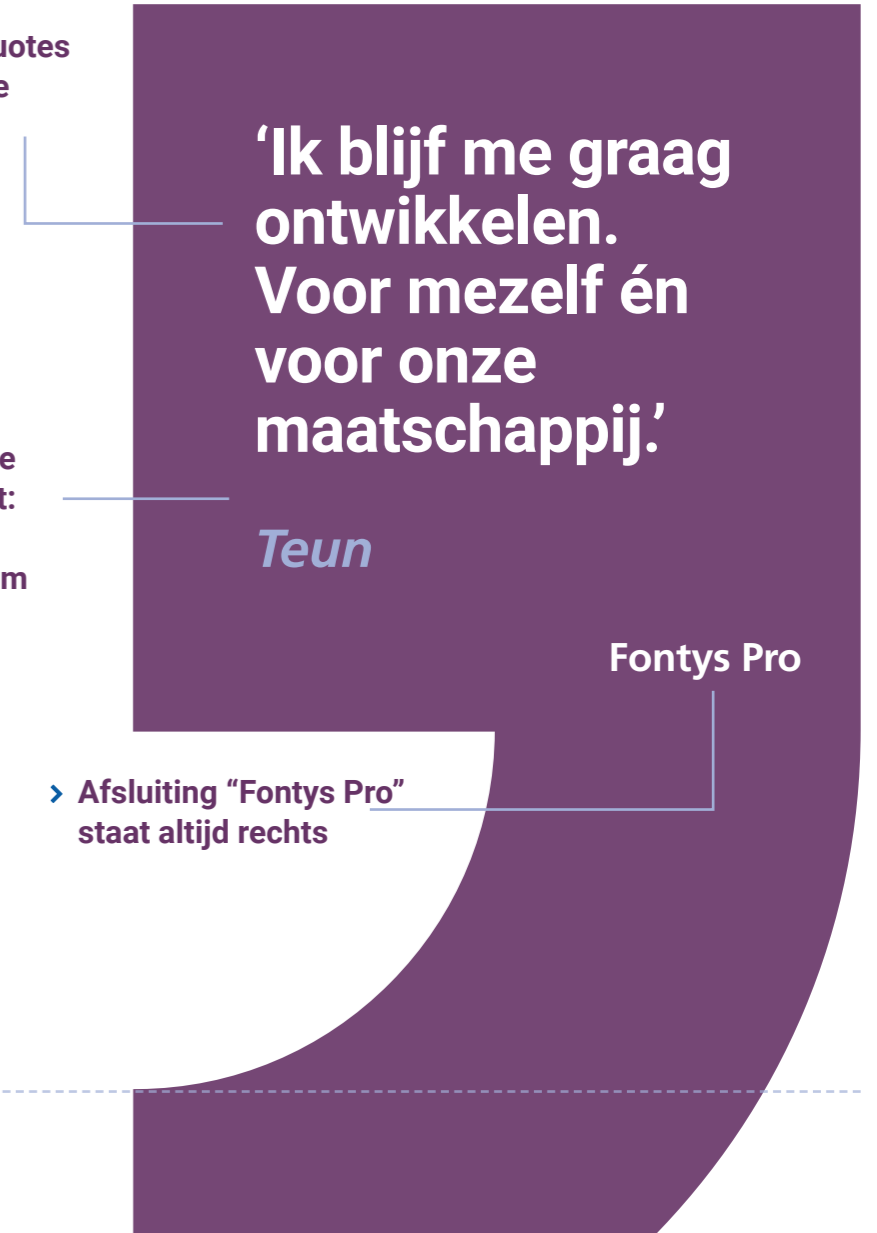 uotes
e
‘Ik blijf me graag
ontwikkelen.
Voor mezelf én
voor onze
maatschappij.’
e
t:
m
Teun
Fontys Pro
Afsluiting “Fontys Pro”
staat altijd rechts